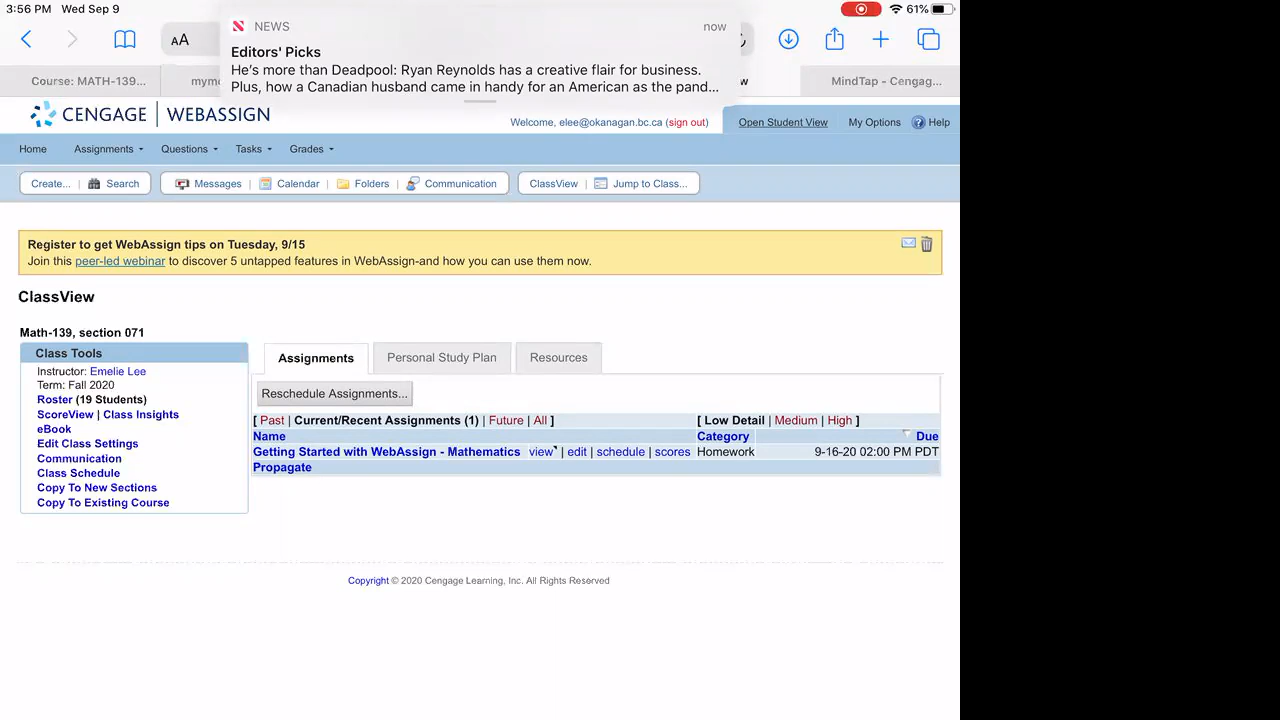 3:56 PM Wed Sep 9
61%
NEWS
now
Editors' Picks
He's more than Deadpool: Ryan Reynolds has a creative flair for business.
Plus, how a Canadian husband came in handy for an American as the pand...
AA
Course: MATH-139...
mymo
w
MindTap - Cengag...
CENGAGE | WEBASSIGN
Welcome, elee@okanagan.bc.ca (sign out)
Open Student View
My Options
Help
Home
Assignments
Questions
Tasks
Grades
Create... | Search
Messages | Calendar | Folders | Communication
ClassView | Jump to Class...
Register to get WebAssign tips on Tuesday, 9/15
Join this peer-led webinar to discover 5 untapped features in WebAssign-and how you can use them now.
ClassView
Math-139, section 071
Class Tools
Instructor: Emelie Lee
Term: Fall 2020
Roster (19 Students)
ScoreView | Class Insights
eBook
Edit Class Settings
Communication
Class Schedule
Copy To New Sections
Copy To Existing Course
Assignments
Personal Study Plan
Resources
Reschedule Assignments...
[ Past | Current/Recent Assignments (1) | Future | All ]
[ Low Detail | Medium | High ]
Name
Category
Due
Getting Started with WebAssign - Mathematics view | edit | schedule | scores
Homework
9-16-20 02:00 PM PDT
Propagate
Copyright © 2020 Cengage Learning, Inc. All Rights Reserved